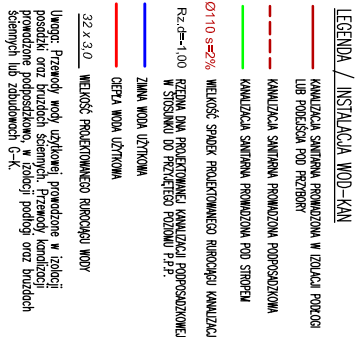 LEGENDA / INSTALACJA WOD-KAN
KANALIZACJA SANITARNA PROWADZONA W IZOLACJI PODŁOGI
LUB PODEJŚCIA POD PRZYBORY
KANALIZACJA SANITARNA PROWADZONA PODPOSADZKOWA
KANALIZACJA SANITARNA PROWADZONA POD STROPEM
Ø110 s=2% WIELKOŚĆ SPADEK PROJEKTOWANEGO RUROCIĄGU KANALIZACJI
Rz.d=-1,00 RZĘDNA DNA PROJEKTOWANEJ KANALIZACJI PODPOSADZKOWEJ
W STOSUNKU DO PRZYJĘTEGO POZIOMU P.P.P.
ZIMNA WODA UŻYTKOWA
CIEPŁA WODA UŻYTKOWA
32 x 3,0 WIELKOŚĆ PROJEKTOWANEGO RUROCIĄGU WODY
Uwaga: Przewody wody użytkowej prowadzone w izolacji
posadzki oraz bruzdach ściennych. Przewody kanalizacji
prowadzone podposadzkowo, w izolacji podłogi oraz bruzdach
ściennych lub zabudowach G-K.